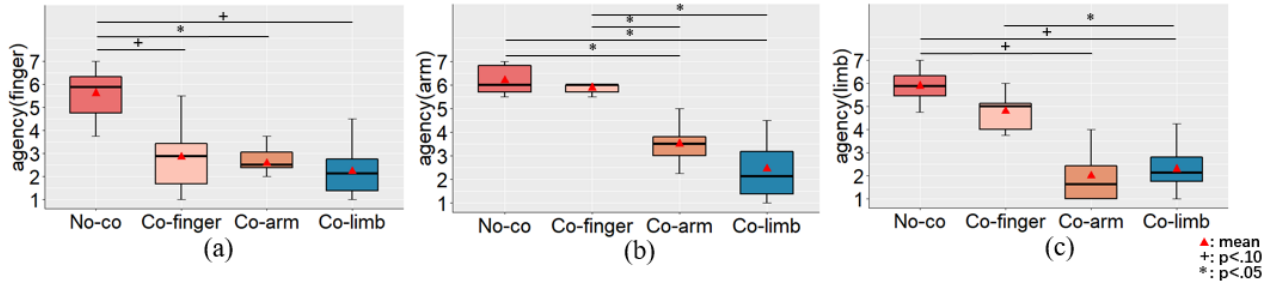 +
*
+
agency(finger)
7
6
5
4
3
2
1
No-co Co-finger Co-arm Co-limb
(a)
*
*
*
*
agency(arm)
7
6
5
4
3
2
1
No-co Co-finger Co-arm Co-limb
(b)
*
+
+
agency(limb)
7
6
5
4
3
2
1
No-co Co-finger Co-arm Co-limb
(c)
▲: mean
+: p<.10
*: p<.05